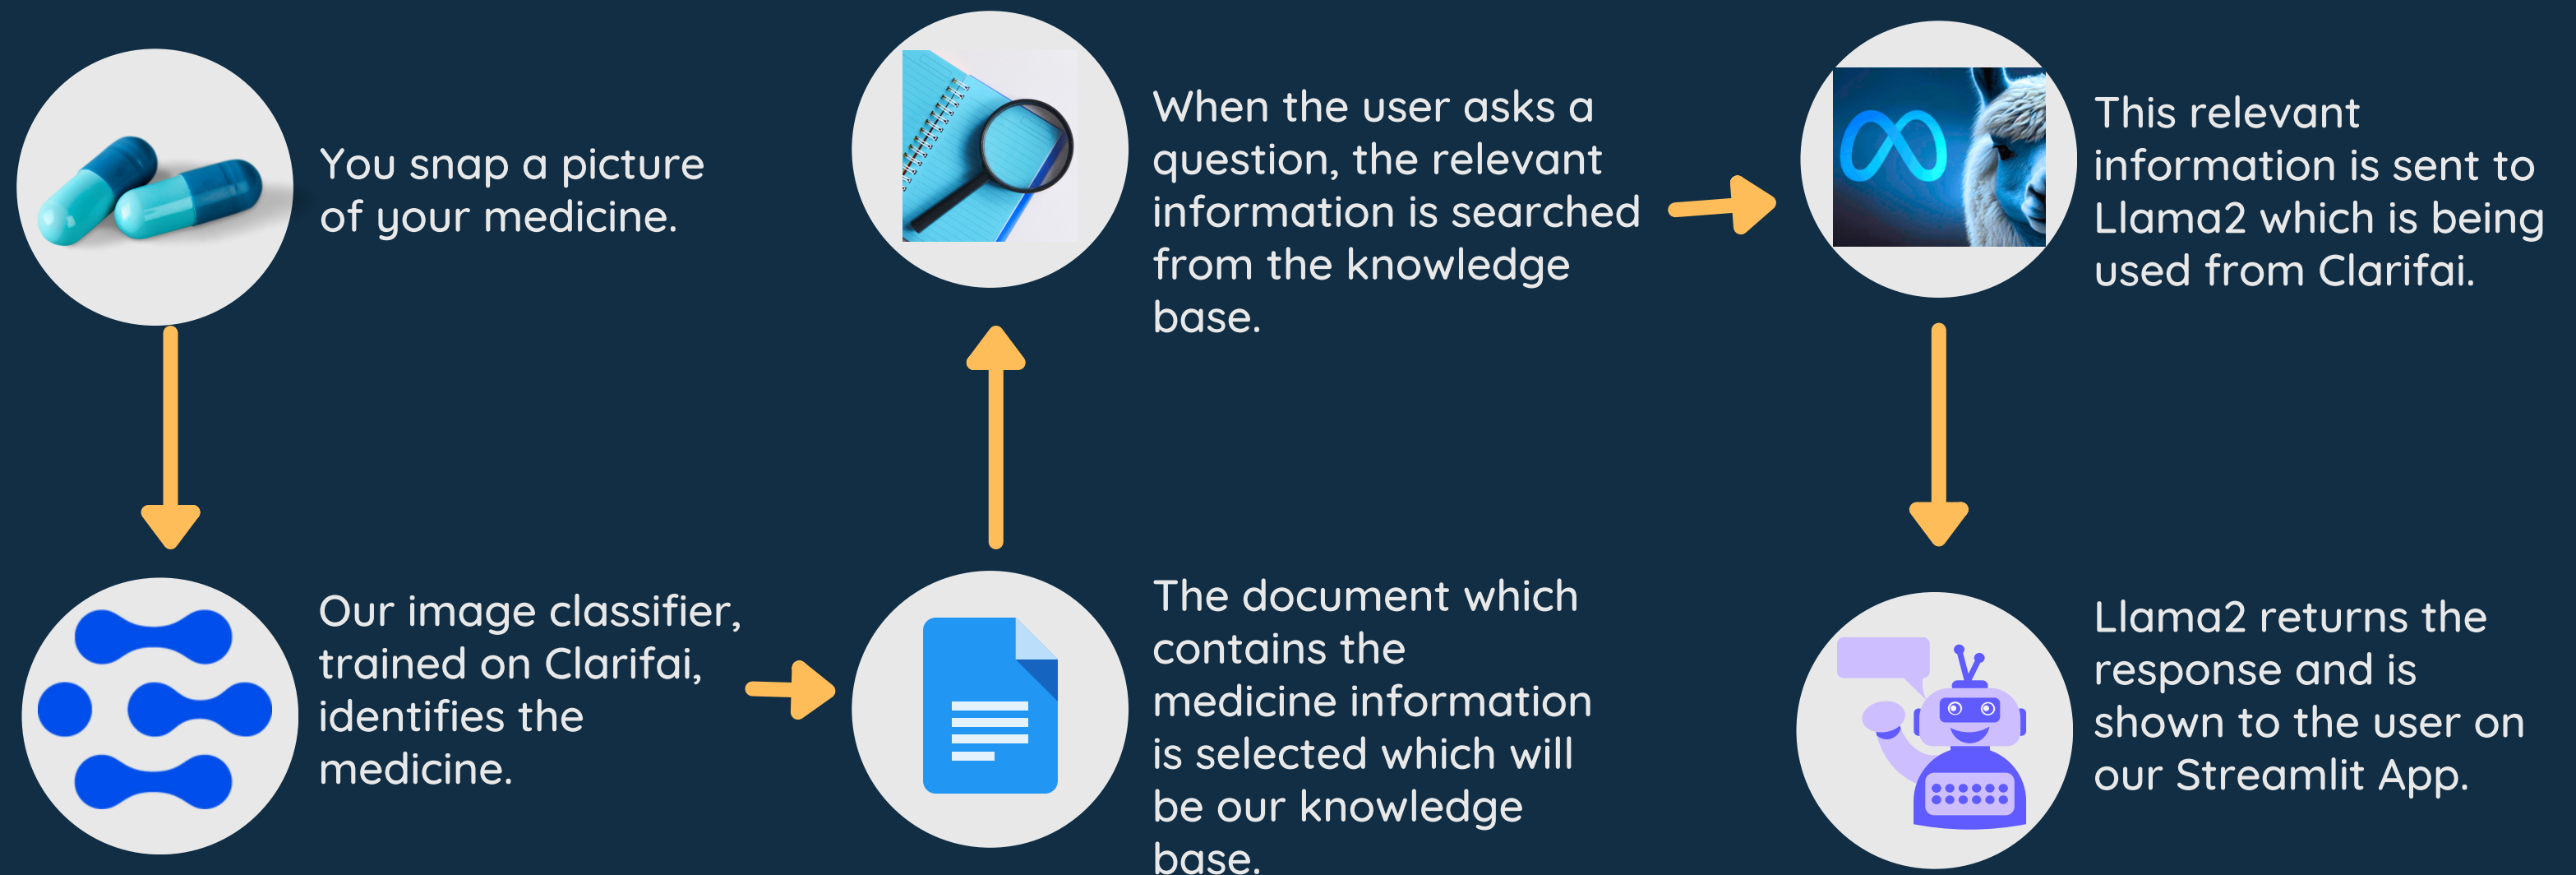 You snap a picture
of your medicine.
Our image classifier,
trained on Clarifai,
identifies the
medicine.
The document which
contains the
medicine information
is selected which will
be our knowledge
base.
When the user asks a
question, the relevant
information is searched
from the knowledge
base.
This relevant
information is sent to
Llama2 which is being
used from Clarifai.
Llama2 returns the
response and is
shown to the user on
our Streamlit App.